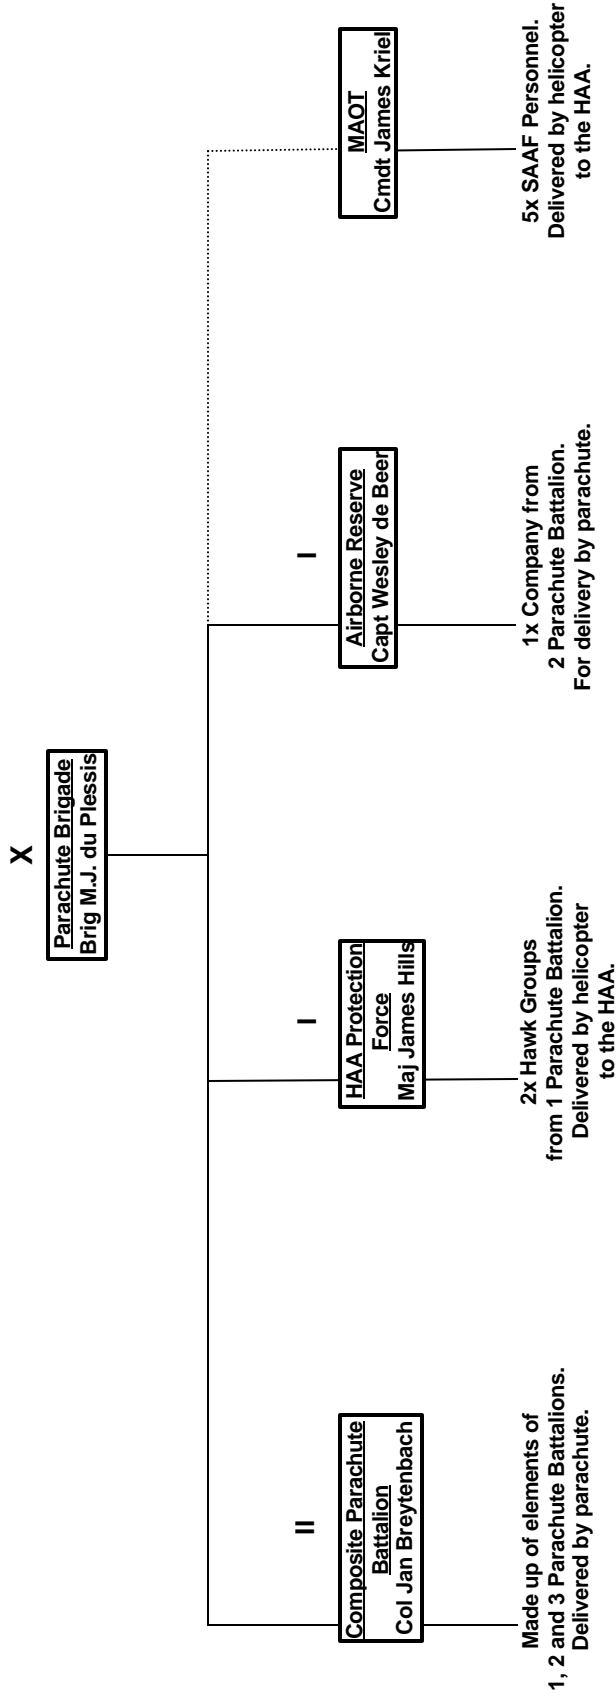 X
Parachute Brigade
Brig M.J. du Plessis
II
Composite Parachute
Battalion
Col Jan Breytenbach
Made up of elements of
1, 2 and 3 Parachute Battalions.
Delivered by parachute.
I
HAA Protection
Force
Maj James Hills
2x Hawk Groups
from 1 Parachute Battalion.
Delivered by helicopter
to the HAA.
I
Airborne Reserve
Capt Wesley de Beer
1x Company from
2 Parachute Battalion.
For delivery by parachute.
MAOT
Cmdt James Kriel
5x SAAF Personnel.
Delivered by helicopter
to the HAA.